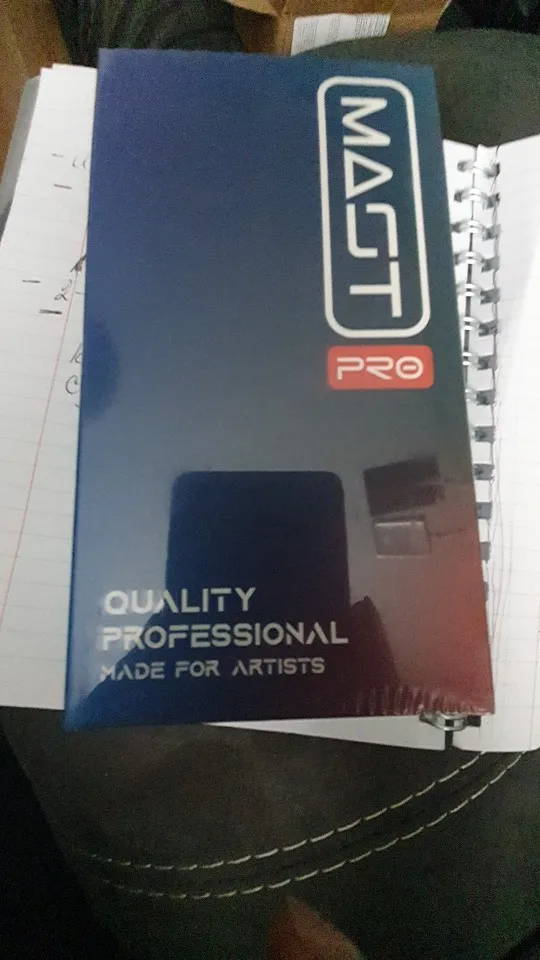 MAST
PRO
QUALITY
PROFESSIONAL
MADE FOR ARTISTS